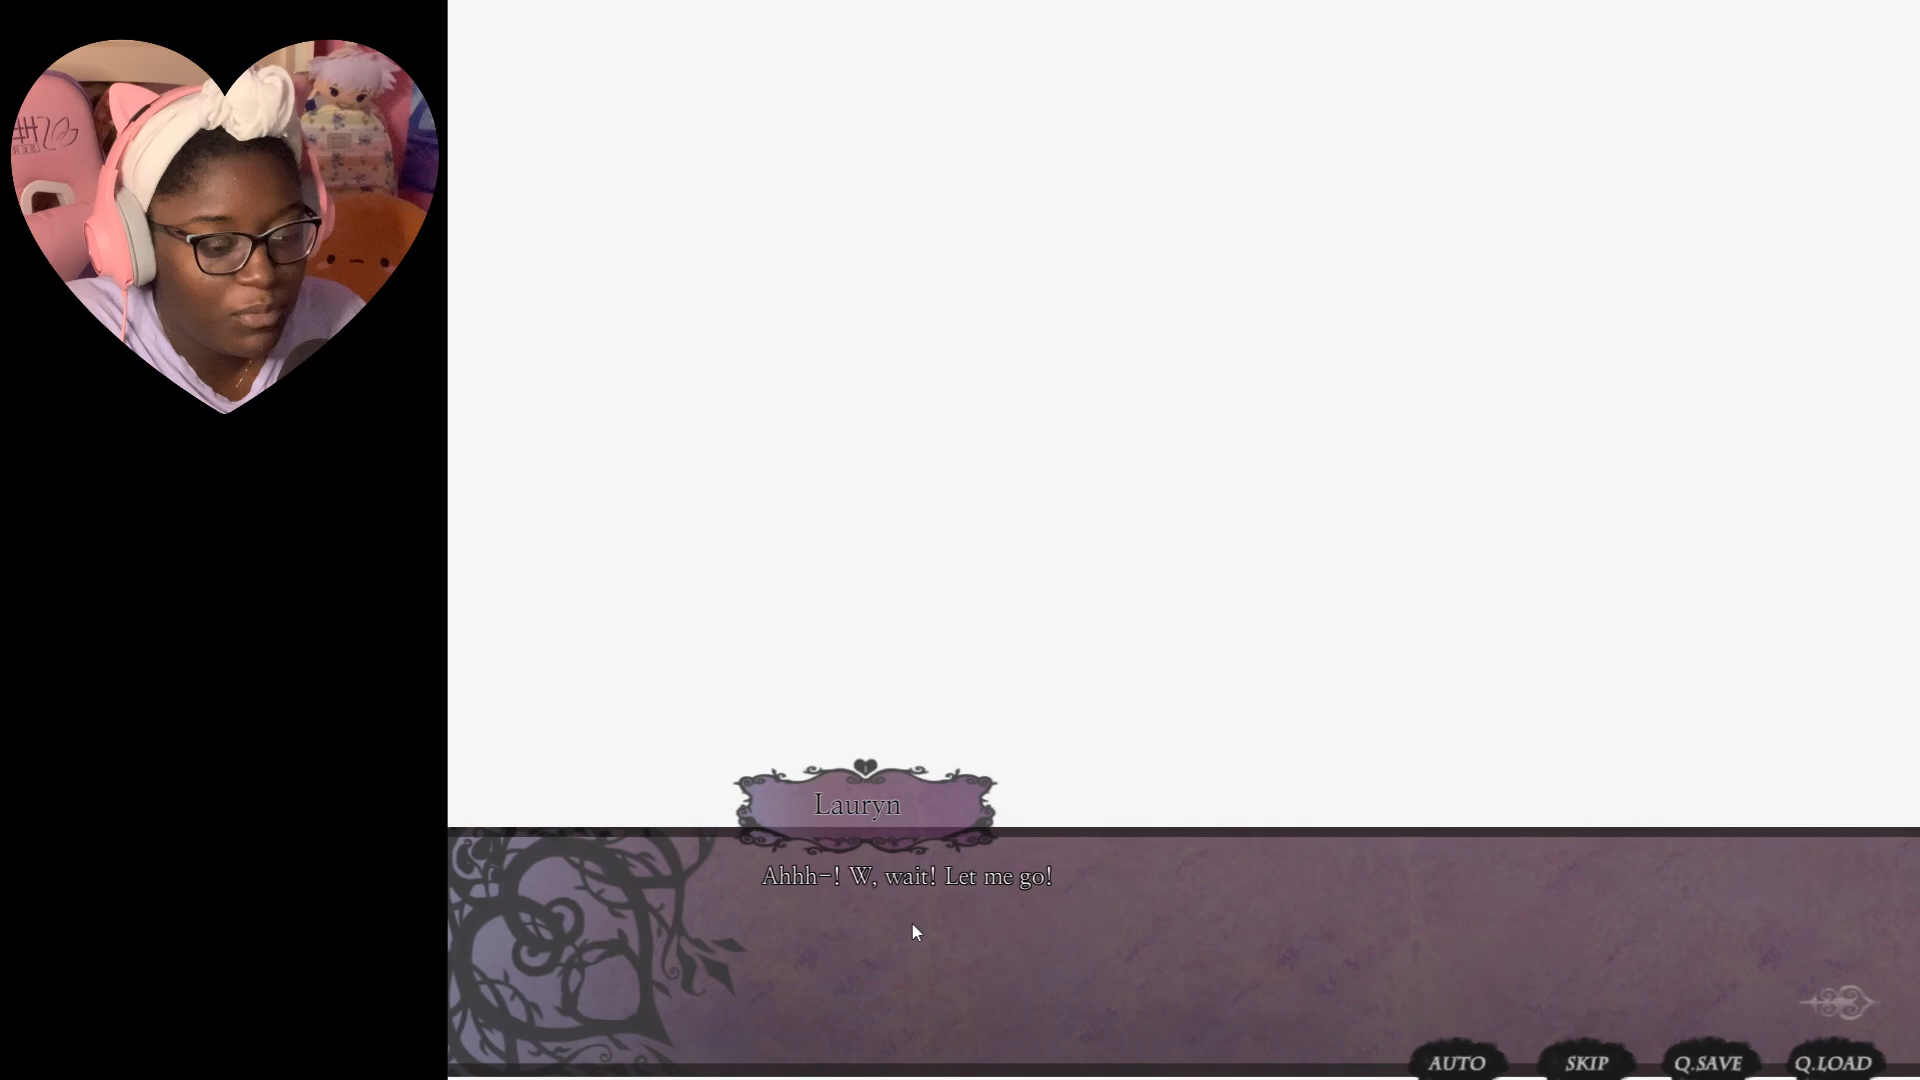 Lauryn
Ahhh–! W, wait! Let me go!
AUTO
SKIP
Q.SAVE
Q.LOAD